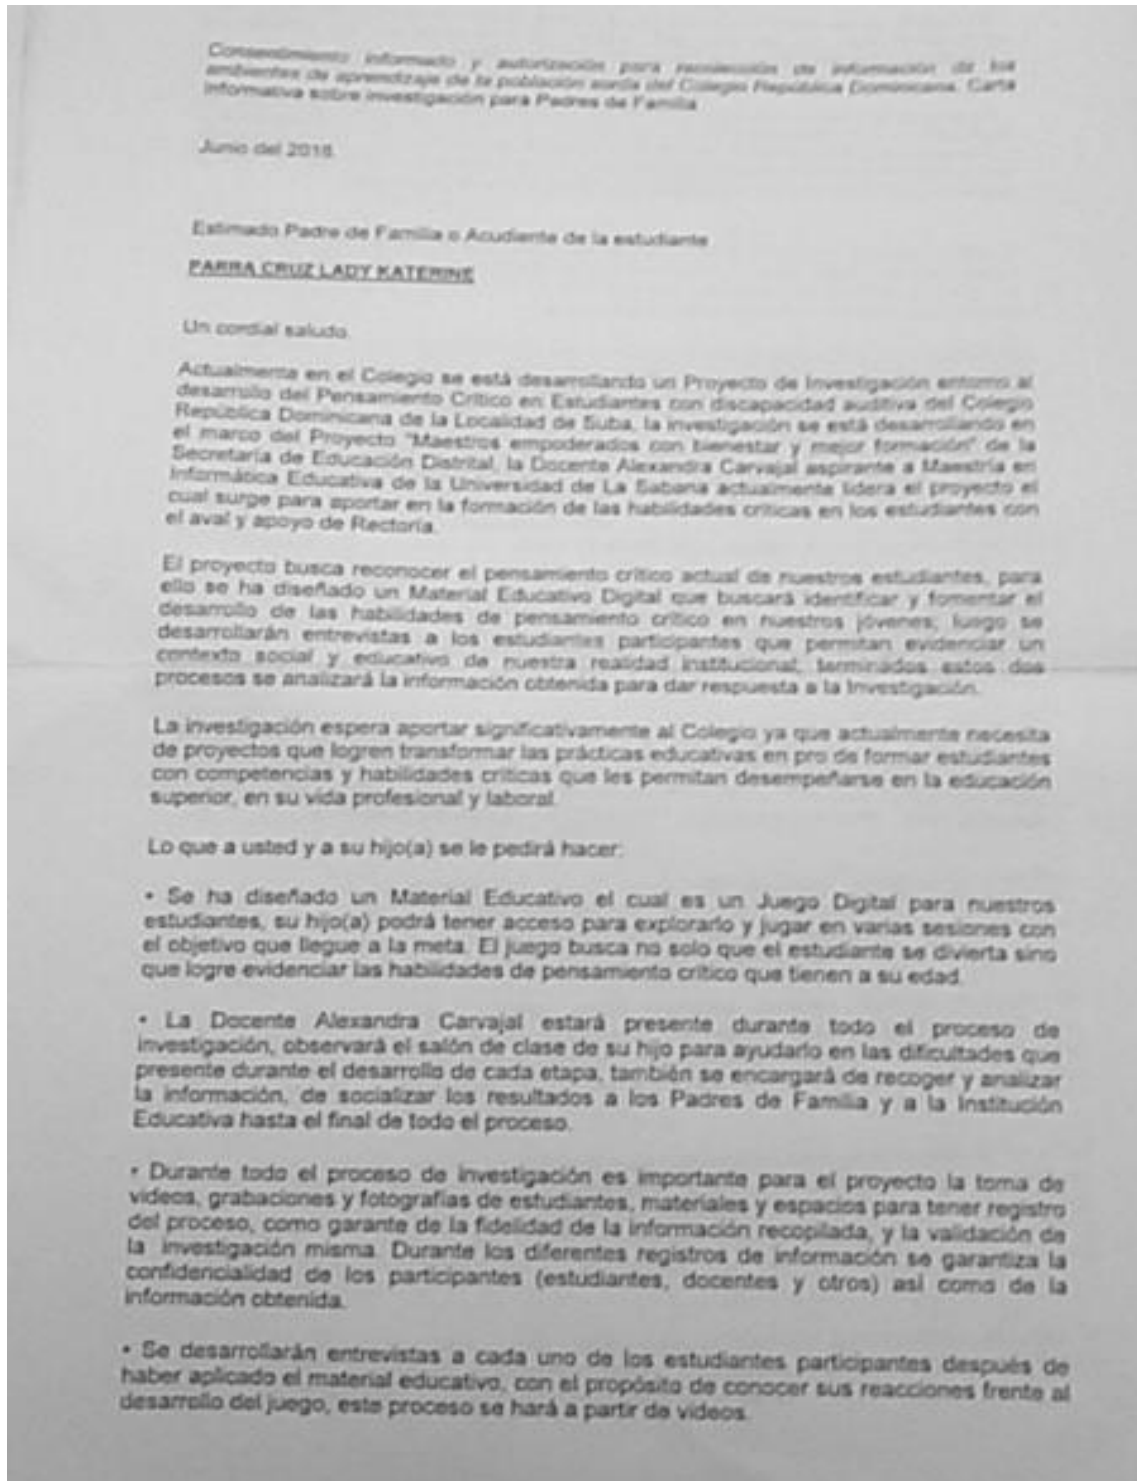 Consentimiento informado y autorización para recolección de información de los
ambientes de aprendizaje de la población sorda del Colegio República Dominicana. Carta
Informativa sobre investigación para Padres de Familia
Junio del 2018.
Estimado Padre de Familia o Acudiente de la estudiante
PARRA CRUZ LADY KATERINE
Un cordial saludo.
Actualmente en el Colegio se está desarrollando un Proyecto de Investigación entorno al
desarrollo del Pensamiento Crítico en Estudiantes con discapacidad auditiva del Colegio
República Dominicana de la Localidad de Suba, la investigación se está desarrollando en
el marco del Proyecto "Maestros empoderados con bienestar y mejor formación" de la
Secretaría de Educación Distrital, la Docente Alexandra Carvajal aspirante a Maestría en
Informática Educativa de la Universidad de La Sabana actualmente lidera el proyecto el
cual surge para aportar en la formación de las habilidades críticas en los estudiantes con
el aval y apoyo de Rectoría.
El proyecto busca reconocer el pensamiento crítico actual de nuestros estudiantes, para
ello se ha diseñado un Material Educativo Digital que buscará identificar y fomentar el
desarrollo de las habilidades de pensamiento crítico en nuestros jóvenes; luego se
desarrollarán entrevistas a los estudiantes participantes que permitan evidenciar un
contexto social y educativo de nuestra realidad institucional, terminados estos dos
procesos se analizará la información obtenida para dar respuesta a la Investigación.
La investigación espera aportar significativamente al Colegio ya que actualmente necesita
de proyectos que logren transformar las prácticas educativas en pro de formar estudiantes
con competencias y habilidades críticas que les permitan desempeñarse en la educación
superior, en su vida profesional y laboral.
Lo que a usted y a su hijo(a) se le pedirá hacer:
• Se ha diseñado un Material Educativo el cual es un Juego Digital para nuestros
estudiantes, su hijo(a) podrá tener acceso para explorarlo y jugar en varias sesiones con
el objetivo que llegue a la meta. El juego busca no solo que el estudiante se divierta sino
que logre evidenciar las habilidades de pensamiento crítico que tienen a su edad.
• La Docente Alexandra Carvajal estará presente durante todo el proceso de
investigación, observará el salón de clase de su hijo para ayudarlo en las dificultades que
presente durante el desarrollo de cada etapa, también se encargará de recoger y analizar
la información, de socializar los resultados a los Padres de Familia y a la Institución
Educativa hasta el final de todo el proceso.
• Durante todo el proceso de investigación es importante para el proyecto la toma de
videos, grabaciones y fotografías de estudiantes, materiales y espacios para tener registro
del proceso, como garante de la fidelidad de la información recopilada, y la validación de
la investigación misma. Durante los diferentes registros de información se garantiza la
confidencialidad de los participantes (estudiantes, docentes y otros) así como de la
información obtenida.
• Se desarrollarán entrevistas a cada uno de los estudiantes participantes después de
haber aplicado el material educativo, con el propósito de conocer sus reacciones frente al
desarrollo del juego, este proceso se hará a partir de videos.